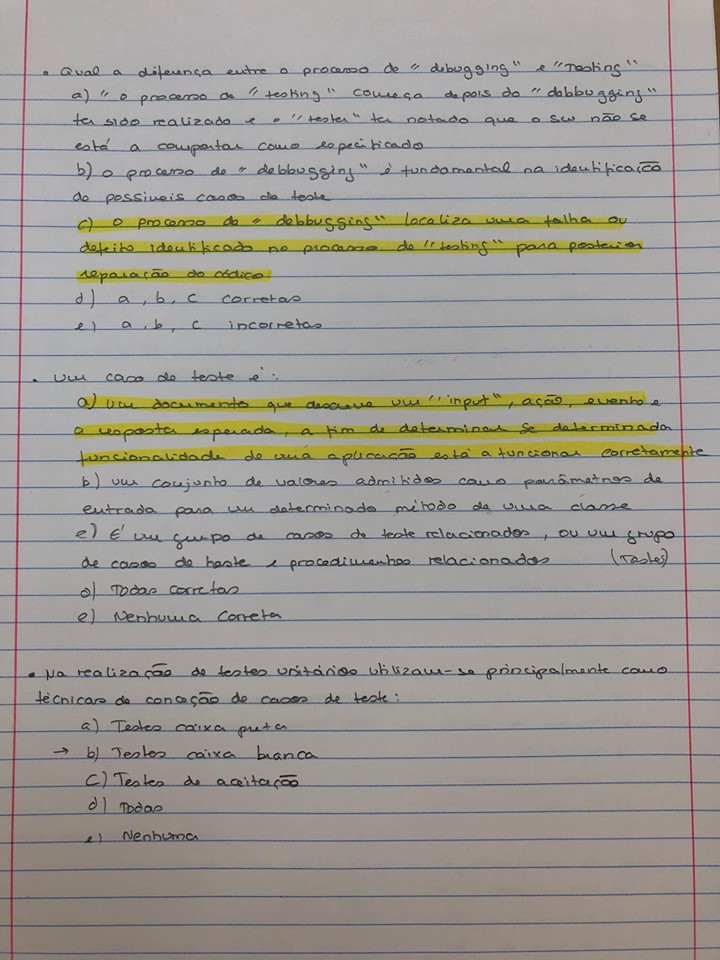 • Qual a diferença entre o processo de "debugging" e "Testing"
a) " o processo de "testing" começa depois do "debbugging"
ter sido realizado e o "tester" ter notado que o sw não se
está a comportar como especificado
b) o processo de "debbugging" é fundamental na identificação
de possiveis casos de teste
c) o processo de "debbugging" localiza uma falha ou
defeito identificado no processo de "testing" para posterior
reparação do código
d) a, b, c corretas
e) a, b, c incorretas
• Um caso de teste é:
a) Um documento que descreve um "input", ação, evento e
a resposta esperada, a fim de determinar se determinada
funcionalidade de uma aplicação está a funcionar corretamente
b) um conjunto de valores admitidos como parâmetros de
entrada para um determinado método de uma classe
c) É um grupo de casos de teste relacionados, ou um grupo
de casos de teste e procedimentos relacionados (Testes)
d) Todas corretas
e) Nenhuma correta
• Na realização de testes unitários utilizam-se principalmente como
técnicas de conceção de casos de teste:
a) Testes caixa preta
→ b) Testes caixa branca
c) Testes de aceitação
d) Todas
e) Nenhuma